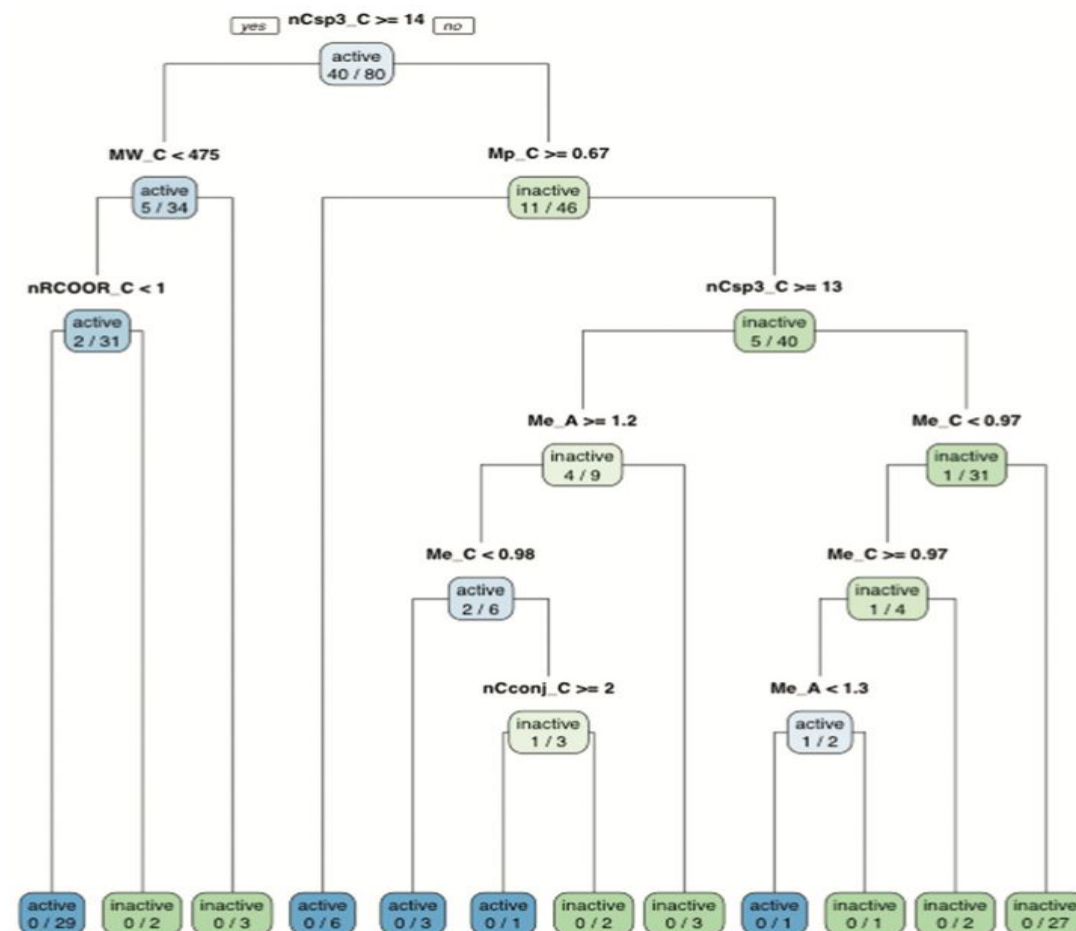 nCsp3_C >= 14
yes no
active
40 / 80
MW_C < 475
Mp_C >= 0.67
active
5 / 34
inactive
11 / 46
nRCOOR_C < 1
nCsp3_C >= 13
active
2 / 31
inactive
5 / 40
Me_A >= 1.2
Me_C < 0.97
inactive
4 / 9
inactive
1 / 31
Me_C < 0.98
Me_C >= 0.97
active
2 / 6
inactive
1 / 4
nCconj_C >= 2
Me_A < 1.3
inactive
1 / 3
active
1 / 2
active
0 / 29
inactive
0 / 2
inactive
0 / 3
active
0 / 6
active
0 / 3
active
0 / 1
inactive
0 / 2
inactive
0 / 3
active
0 / 1
inactive
0 / 1
inactive
0 / 2
inactive
0 / 27